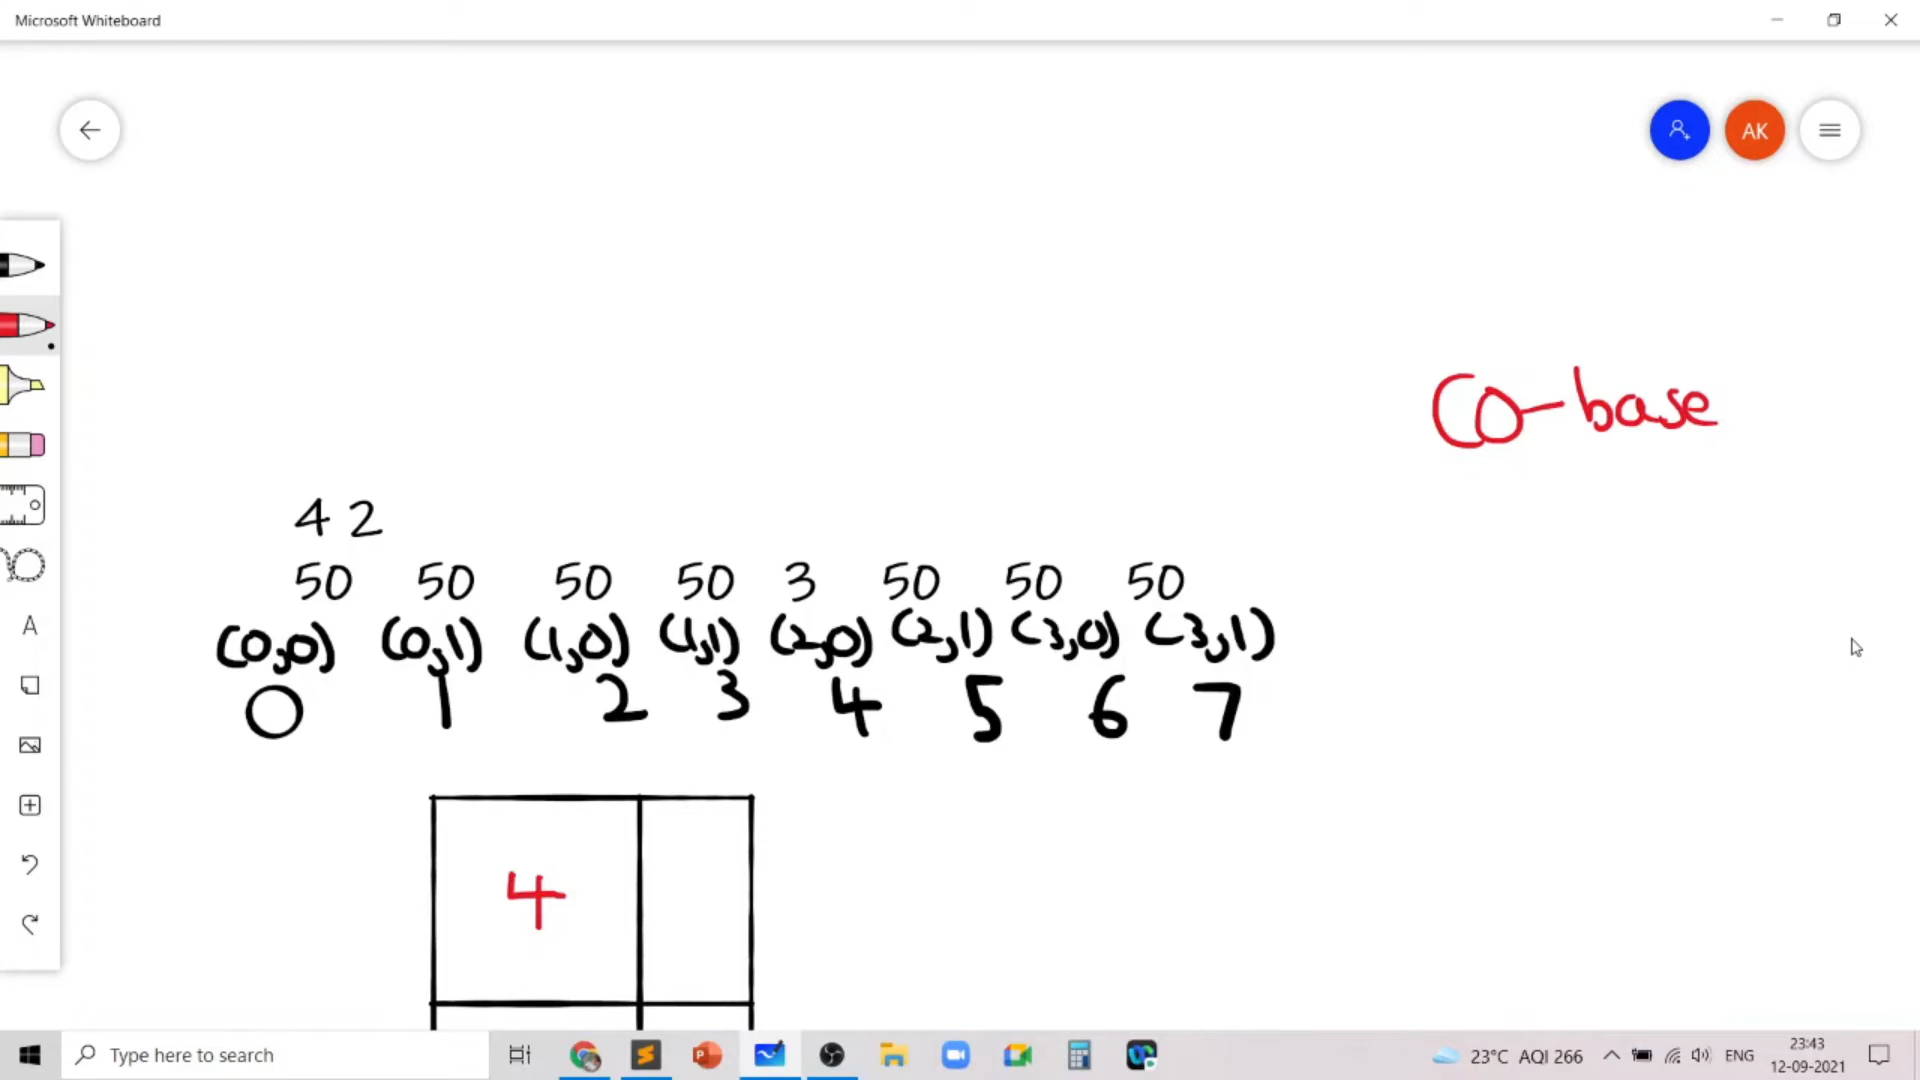 Microsoft Whiteboard
AK
CO-base
4 2
50 50 50 50 3 50 50 50
(0,0) (0,1) (1,0) (1,1) (2,0) (2,1) (3,0) (3,1)
0 1 2 3 4 5 6 7
4
A
Type here to search
23°C AQI 266
ENG
23:43
12-09-2021